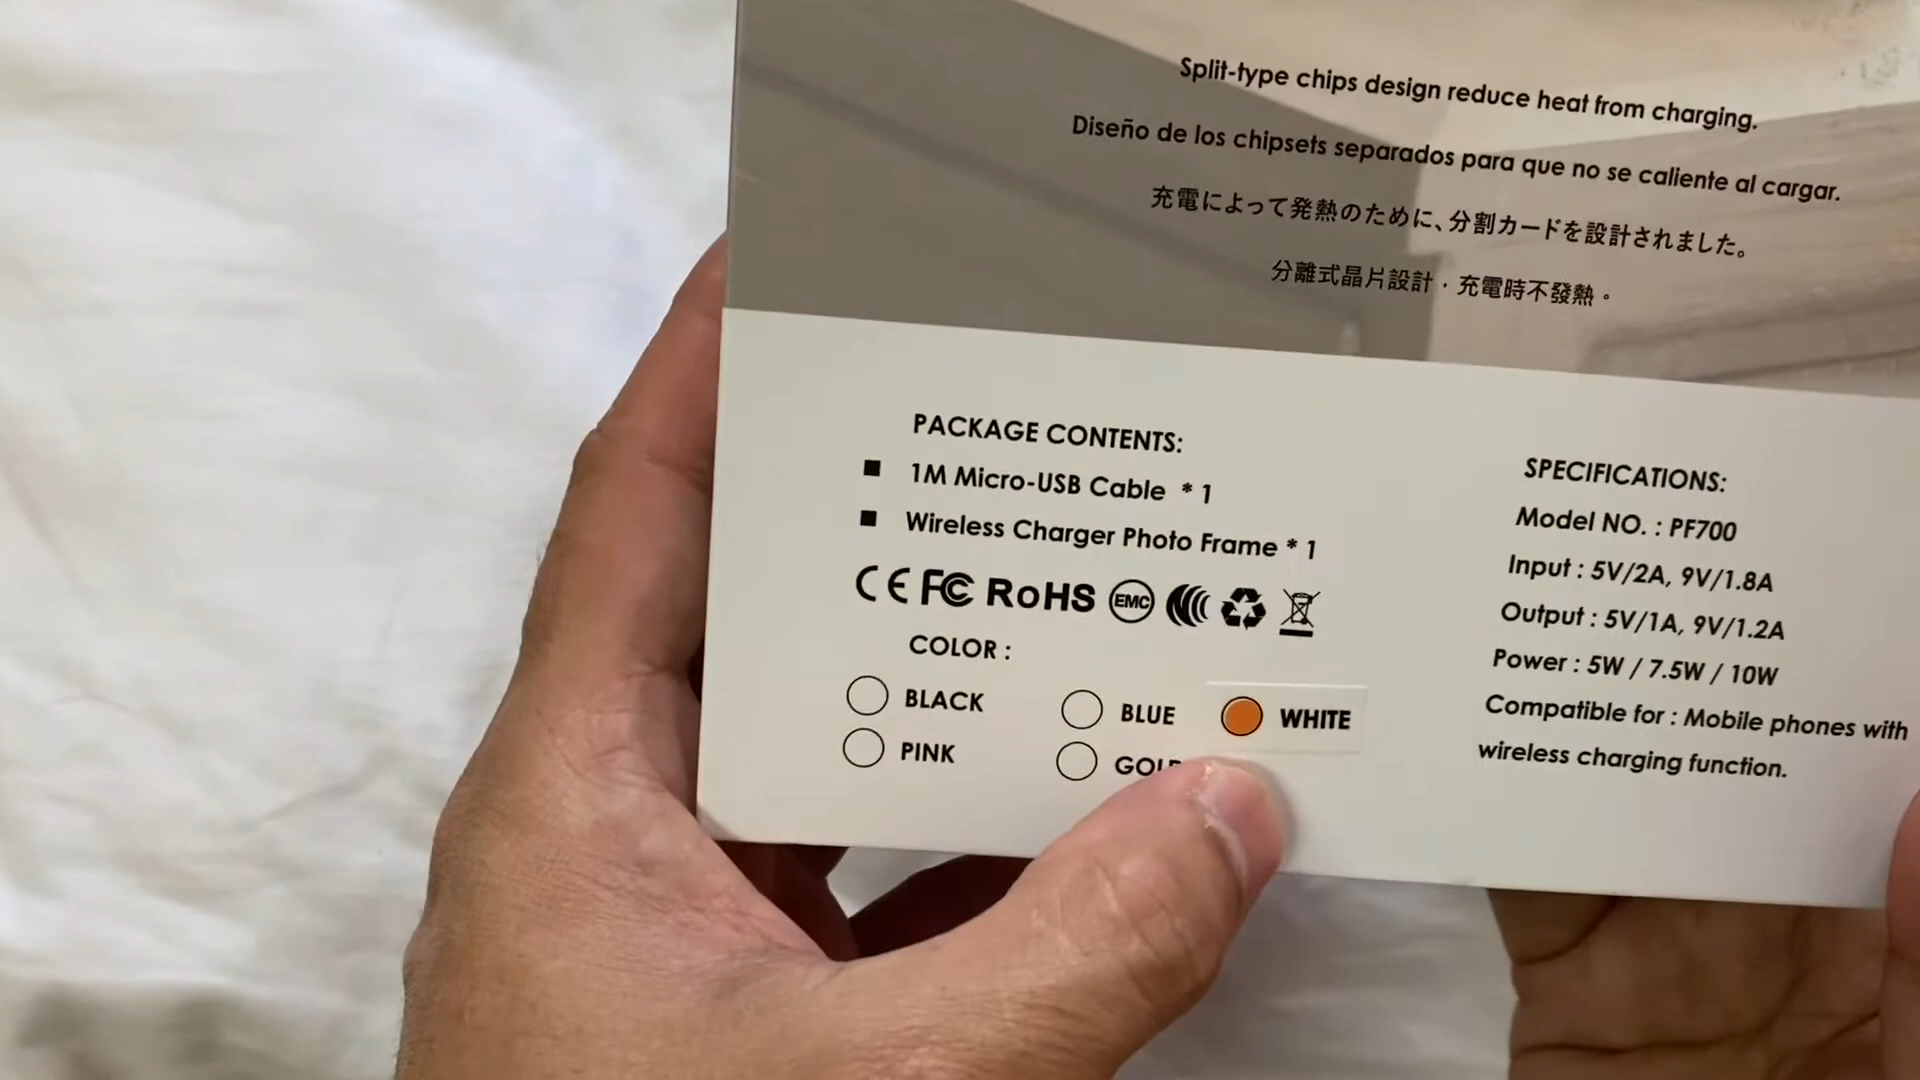 Split-type chips design reduce heat from charging.
Diseño de los chipsets separados para que no se caliente al cargar.
充電によって発熱のために、分割カードを設計されました。
分離式晶片設計，充電時不發熱。
PACKAGE CONTENTS:
■ 1M Micro-USB Cable * 1
■ Wireless Charger Photo Frame * 1
CE FC RoHS EMC
COLOR :
BLACK
BLUE
WHITE
PINK
SPECIFICATIONS:
Model NO. : PF700
Input : 5V/2A, 9V/1.8A
Output : 5V/1A, 9V/1.2A
Power : 5W / 7.5W / 10W
Compatible for : Mobile phones with
wireless charging function.